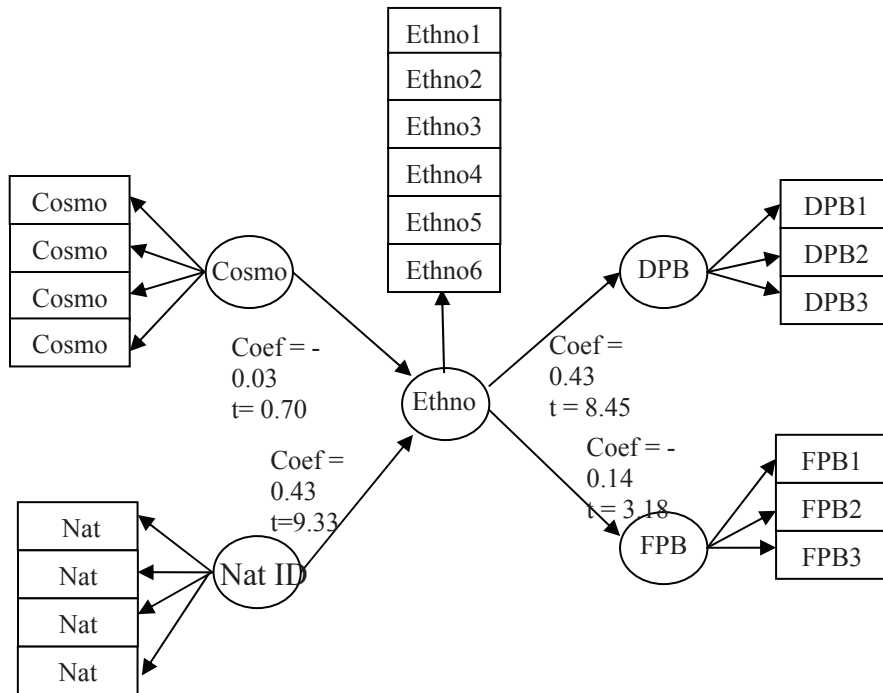 Ethno1
Ethno2
Ethno3
Ethno4
Ethno5
Ethno6
Cosmo
Cosmo
Cosmo
Cosmo
Cosmo
DPB
DPB1
DPB2
DPB3
Coef = -
0.03
t= 0.70
Ethno
Coef =
0.43
t = 8.45
Coef =
0.43
t=9.33
Coef = -
0.14
t = 3.18
FPB1
FPB2
FPB3
FPB
Nat
Nat
Nat
Nat
Nat ID